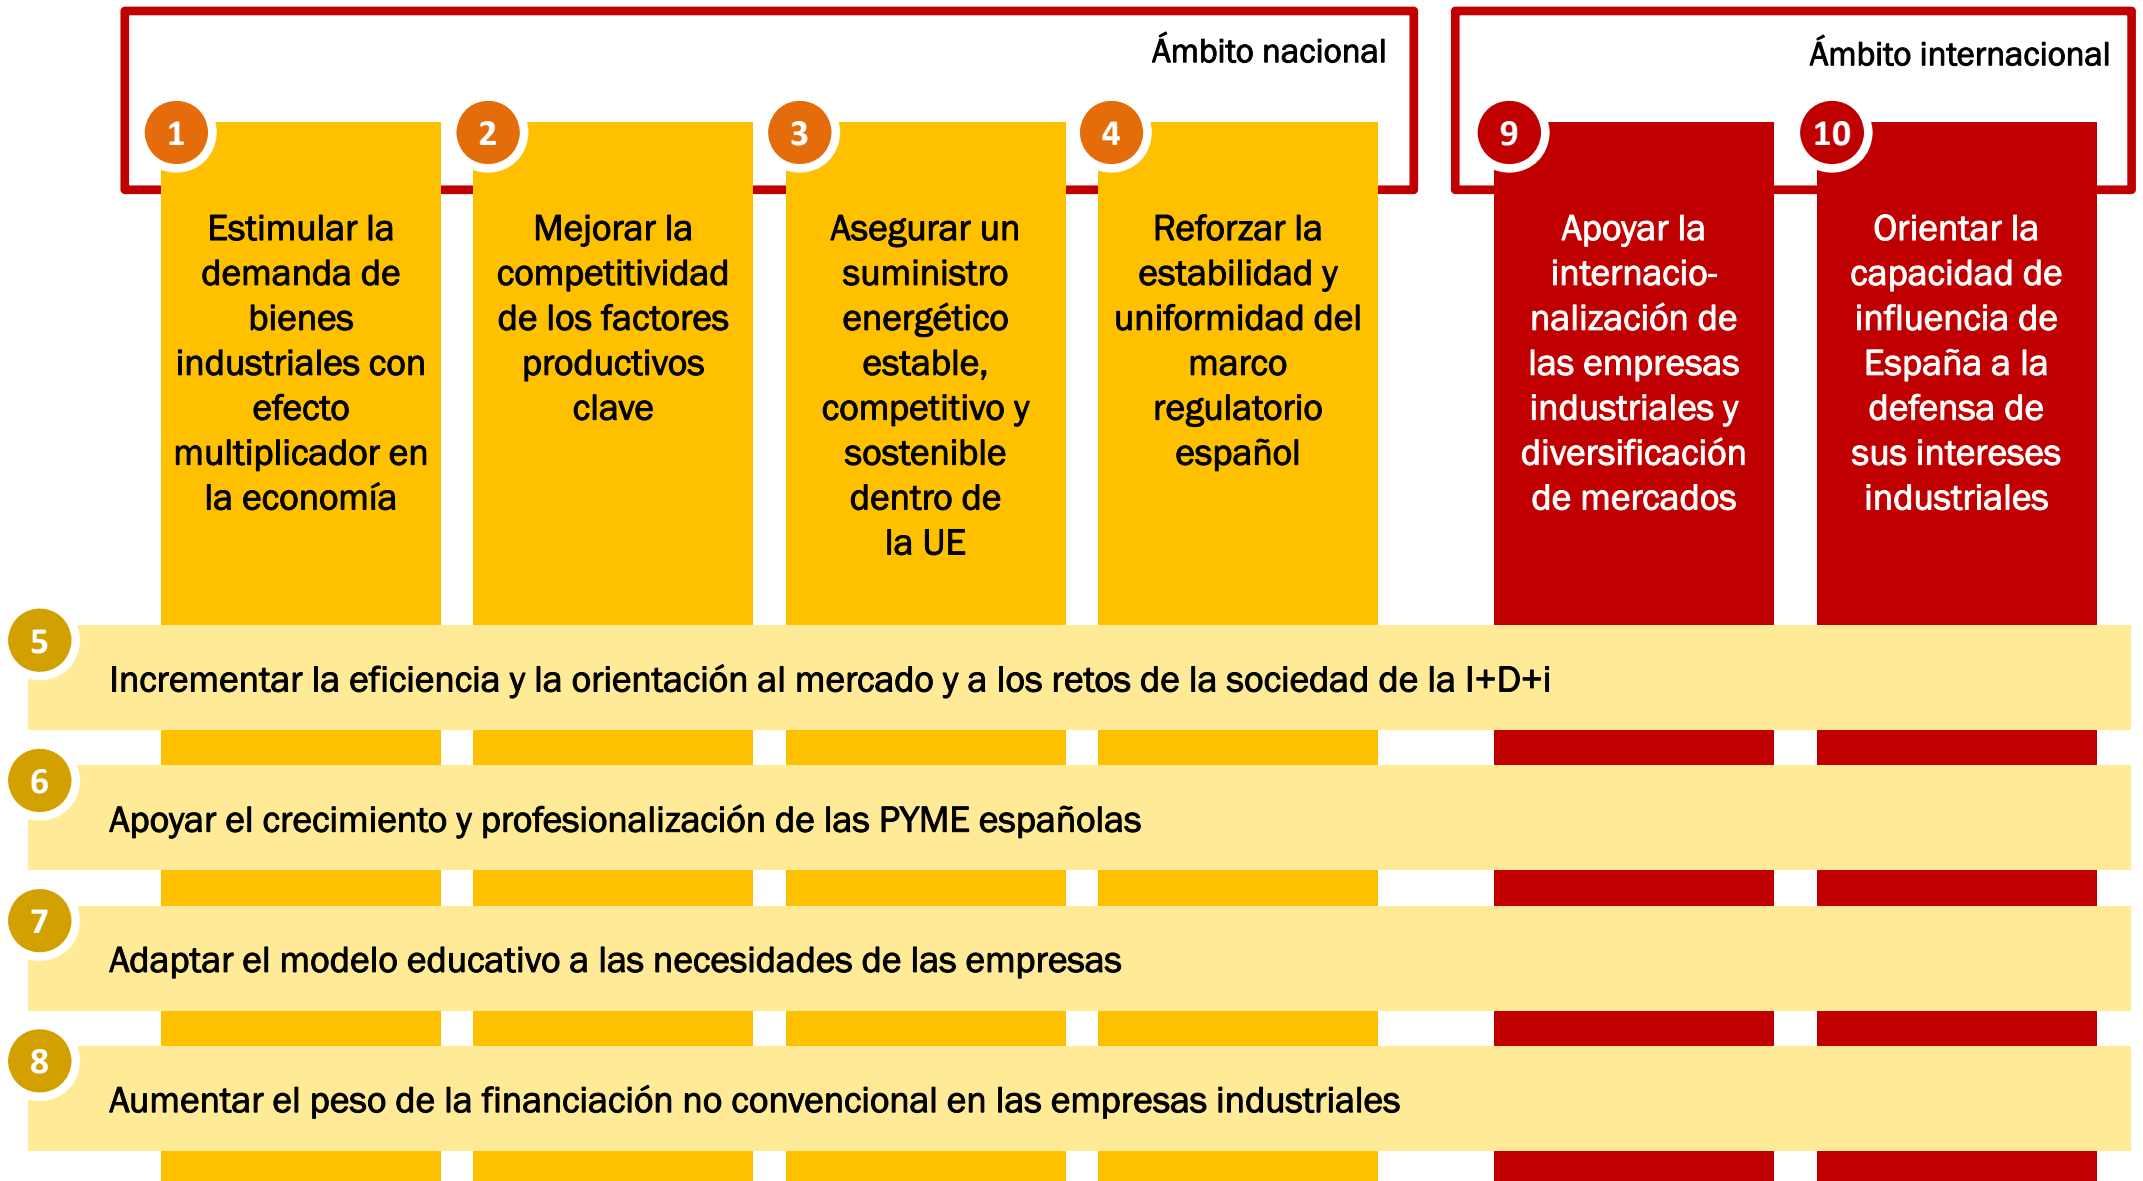 Ámbito nacional
1
Estimular la
demanda de
bienes
industriales con
efecto
multiplicador en
la economía
2
Mejorar la
competitividad
de los factores
productivos
clave
3
Asegurar un
suministro
energético
estable,
competitivo y
sostenible
dentro de
la UE
4
Reforzar la
estabilidad y
uniformidad del
marco
regulatorio
español
Ámbito internacional
9
Apoyar la
internacio-
nalización de
las empresas
industriales y
diversificación
de mercados
10
Orientar la
capacidad de
influencia de
España a la
defensa de
sus intereses
industriales
5
Incrementar la eficiencia y la orientación al mercado y a los retos de la sociedad de la I+D+i
6
Apoyar el crecimiento y profesionalización de las PYME españolas
7
Adaptar el modelo educativo a las necesidades de las empresas
8
Aumentar el peso de la financiación no convencional en las empresas industriales